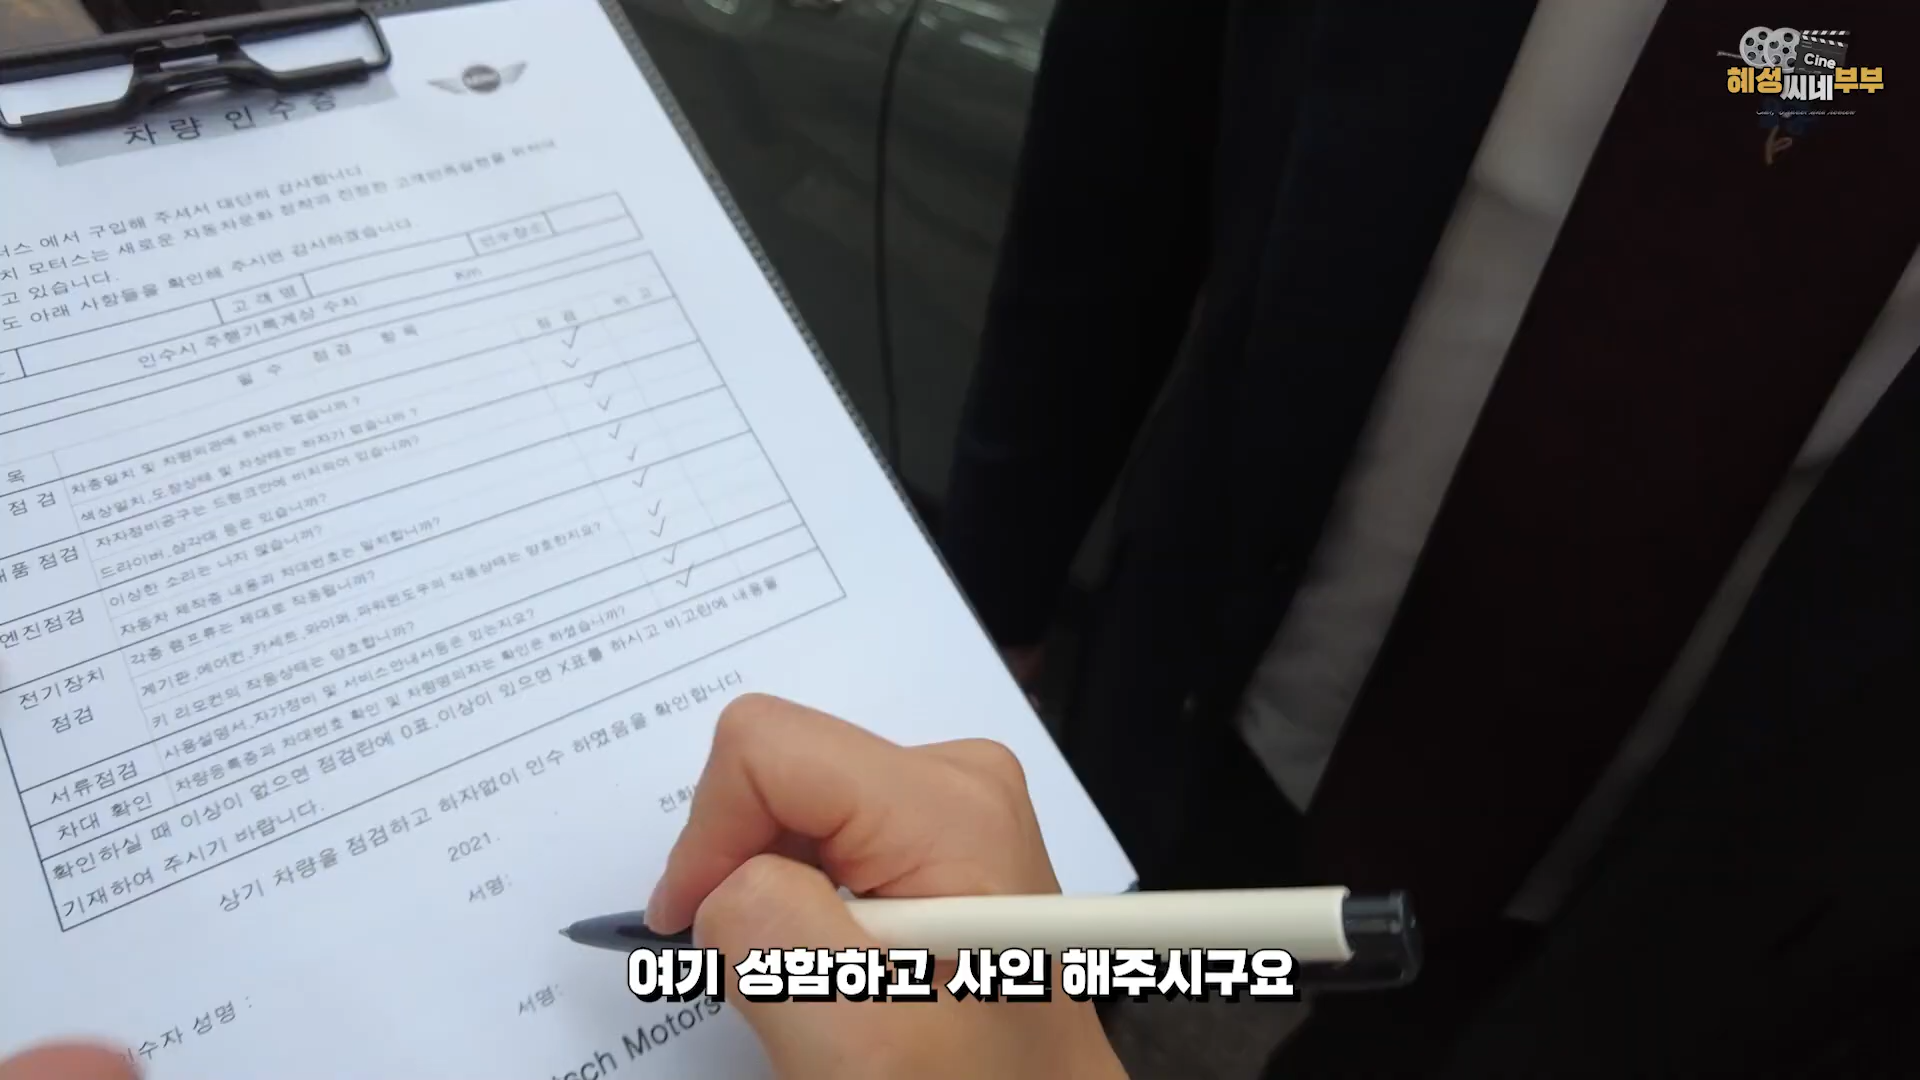 Cine
혜성씨네부부
차량 인수증
에서 구입해 주셔서 대단히 감사합니다
치 모터스는 새로운 자동차문화 정착과 진정한 고객만족실현을 위하여
고 있습니다.
도 아래 사항들을 확인해 주시면 감사하겠습니다.
고 객 명
인수장소
인수시 주행기록계상 수치
Km
필 수 점 검 항 목
점 검
비 고
목
점 검
차종일치 및 차량외관에 하자는 없습니까 ?
색상일치,도장상태 및 차상태는 하자가 없습니까 ?
품 점검
자자정비공구는 트렁크안에 비치되어 있습니까?
드라이버,삼각대 등은 있습니까?
엔진점검
이상한 소리는 나지 않습니까?
자동차 제작증 내용과 차대번호는 일치합니까?
전기장치
점검
각종 램프류는 제대로 작동됩니까?
계기판,에어컨,카세트,와이퍼,파워윈도우의 작동상태는 양호한지요?
키 리모컨의 작동상태는 양호합니까?
서류점검
사용설명서,자가정비 및 서비스안내서등은 있는지요?
차대 확인
차량등록증과 차대번호 확인 및 차량명의자는 확인은 하셨습니까?
확인하실 때 이상이 없으면 점검란에 O표,이상이 있으면 X표를 하시고 비고란에 내용을
기재하여 주시기 바랍니다.
상기 차량을 점검하고 하자없이 인수 하였음을 확인합니다
2021.
전화
서명:
서명:
인수자 성명 :
Motors
여기 성함하고 사인 해주시구요